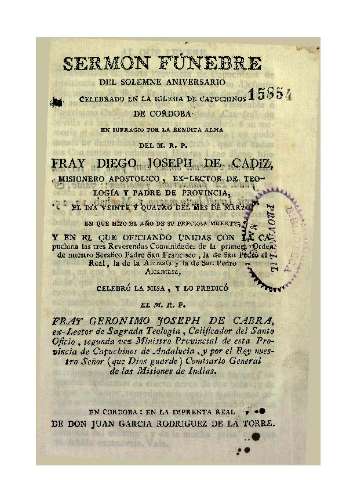 SERMON FÚNEBRE
DEL SOLEMNE ANIVERSARIO
CELEBRADO EN LA IGLESIA DE CAPUCHINOS 15854
DE CORDOBA
EN SUFRAGIO POR LA BENDITA ALMA
DEL M. R. P.
FRAY DIEGO JOSEPH DE CADIZ,
MISIONERO APOSTOLICO, EX-LECTOR DE TEO-
LOGÍA Y PADRE DE PROVINCIA,
EL DIA VEINTE Y QUATRO DEL MES DE MARZO,
EN QUE HIZO EL AÑO DE SU PRECIOSA MUERTE,
Y EN EL QUE OFICIANDO UNIDAS CON LA CA-
puchina las tres Reverendas Comunidades de la primera Orden
de nuestro Serafico Padre San Francisco, la de San Pedro el
Real, la de la Arrizafa y la de San Pedro
Alcantara,
CELEBRÓ LA MISA, Y LO PREDICÓ
EL M. R. P.
FRAY GERONIMO JOSEPH DE CABRA,
ex-Lector de Sagrada Teología, Calificador del Santo
Oficio, segunda vez Ministro Provincial de esta Pro-
vincia de Capuchinos de Andalucia, y por el Rey nues-
tro Señor (que Dios guarde) Comisario General
de las Misiones de Indias.
EN CORDOBA: EN LA IMPRENTA REAL
DE DON JUAN GARCIA RODRIGUEZ DE LA TORRE.